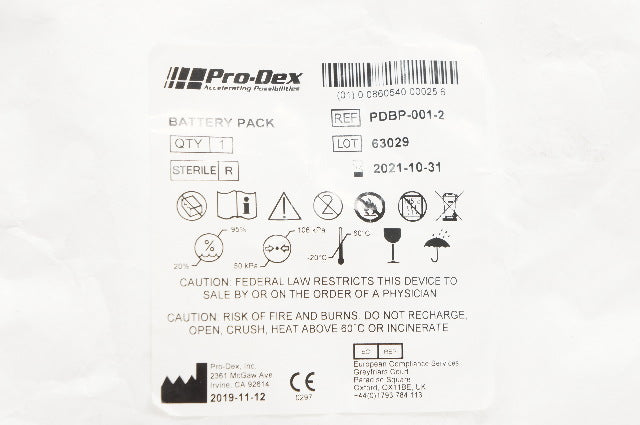 Pro-Dex
Accelerating Possibilities
(01) 0 0860540 00025 6
BATTERY PACK
REF PDBP-001-2
QTY 1
LOT 63029
STERILE R
2021-10-31
95%
20%
106 kPa
50 kPa
60°C
-20°C
CAUTION: FEDERAL LAW RESTRICTS THIS DEVICE TO
SALE BY OR ON THE ORDER OF A PHYSICIAN
CAUTION: RISK OF FIRE AND BURNS. DO NOT RECHARGE,
OPEN, CRUSH, HEAT ABOVE 60°C OR INCINERATE
Pro-Dex, Inc.
2361 McGaw Ave
Irvine, CA 92614
2019-11-12
CE
0297
EC REP
European Compliance Services
Greyfriars Court
Paradise Square
Oxford, OX11BE, UK
+44(0)1793 784 113